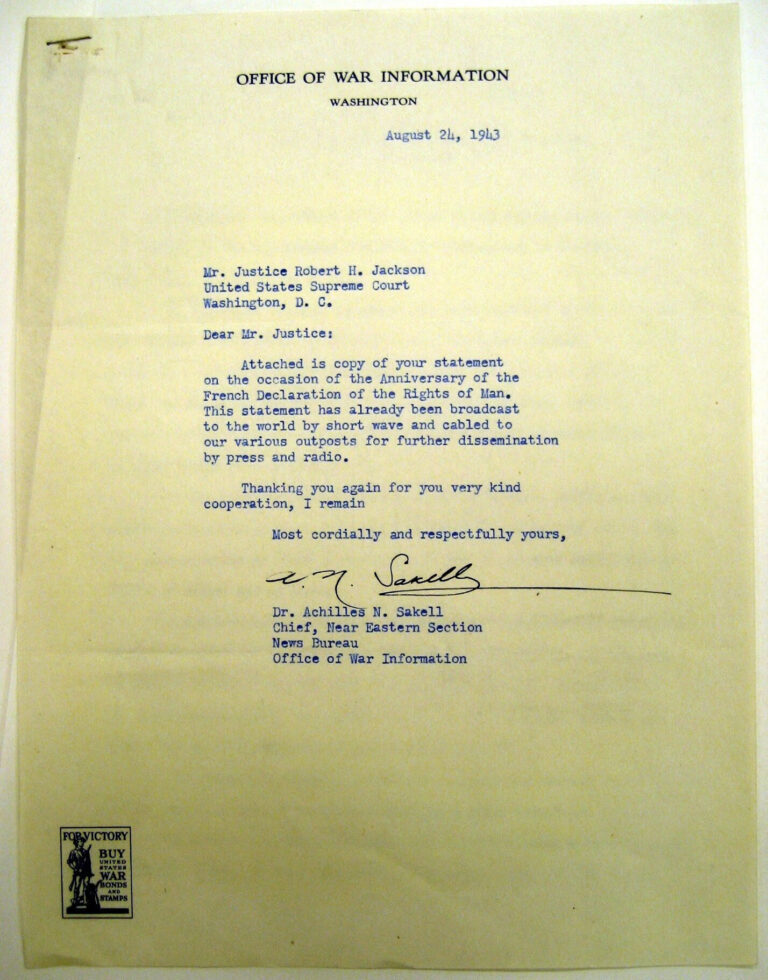 OFFICE OF WAR INFORMATION
WASHINGTON
August 24, 1943
Mr. Justice Robert H. Jackson
United States Supreme Court
Washington, D. C.
Dear Mr. Justice:
Attached is copy of your statement
on the occasion of the Anniversary of the
French Declaration of the Rights of Man.
This statement has already been broadcast
to the world by short wave and cabled to
our various outposts for further dissemination
by press and radio.
Thanking you again for you very kind
cooperation, I remain
Most cordially and respectfully yours,
A. N. Sakell
Dr. Achilles N. Sakell
Chief, Near Eastern Section
News Bureau
Office of War Information
FOR VICTORY
BUY
UNITED
STATES
WAR
BONDS
AND
STAMPS